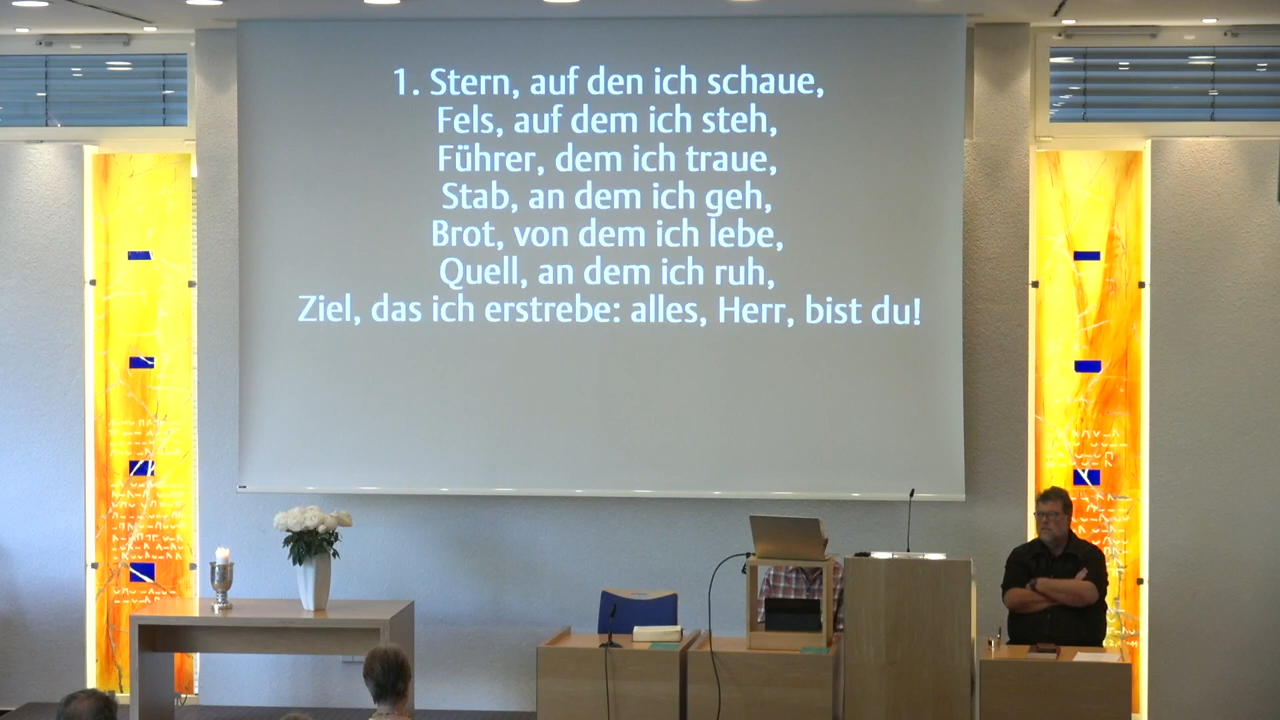 1. Stern, auf den ich schaue,
Fels, auf dem ich steh,
Führer, dem ich traue,
Stab, an dem ich geh,
Brot, von dem ich lebe,
Quell, an dem ich ruh,
Ziel, das ich erstrebe: alles, Herr, bist du!